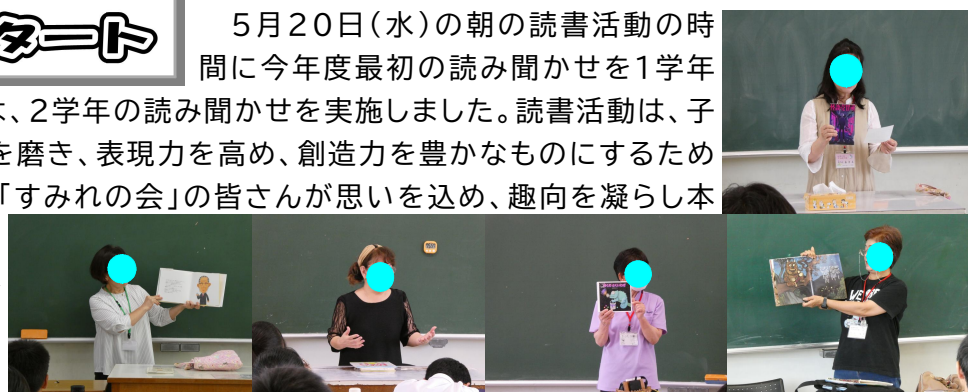 タート
５月２０日（水）の朝の読書活動の時
間に今年度最初の読み聞かせを１学年
、２学年の読み聞かせを実施しました。読書活動は、子
を磨き、表現力を高め、創造力を豊かなものにするため
「すみれの会」の皆さんが思いを込め、趣向を凝らし本